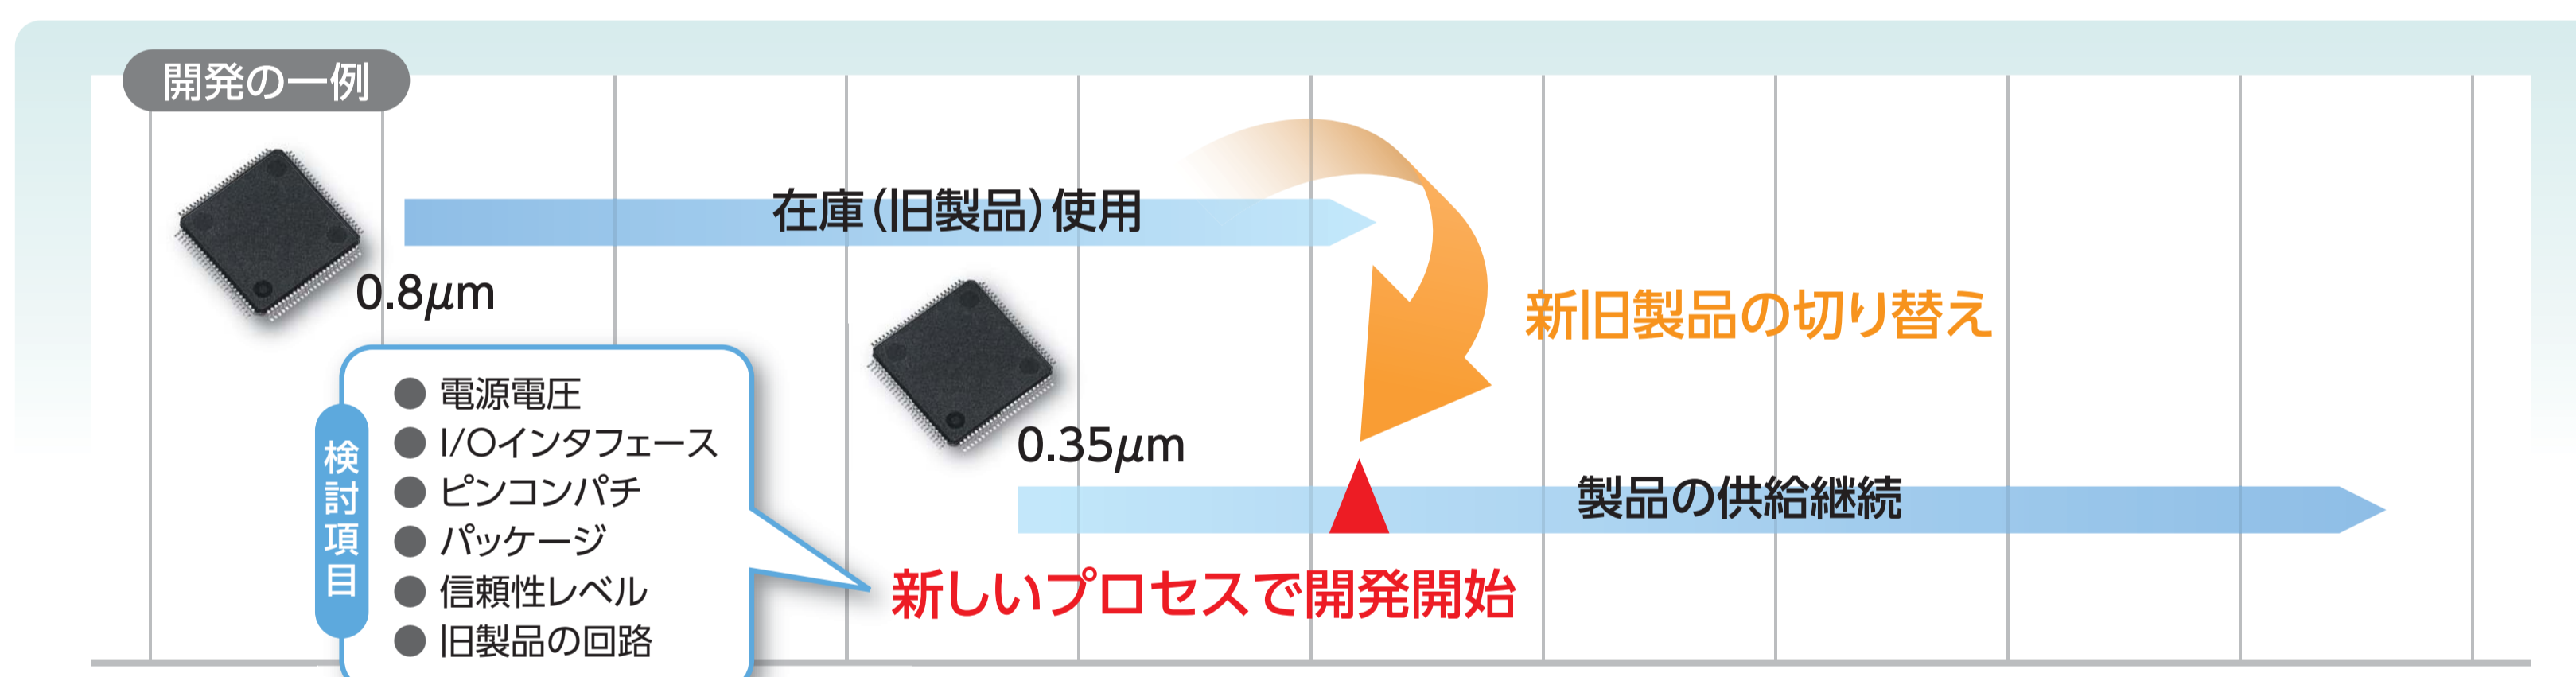 開発の一例
在庫(旧製品)使用
0.8μm
新旧製品の切り替え
0.35μm
検討項目
● 電源電圧
● I/Oインタフェース
● ピンコンパチ
● パッケージ
● 信頼性レベル
● 旧製品の回路
製品の供給継続
新しいプロセスで開発開始